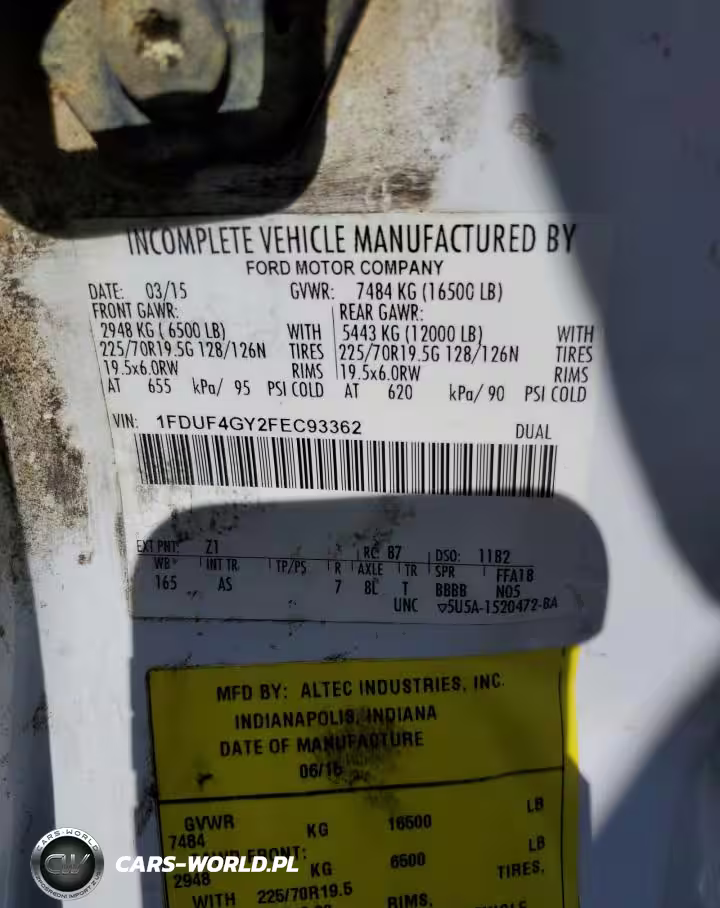 INCOMPLETE VEHICLE MANUFACTURED BY
FORD MOTOR COMPANY
DATE: 03/15 GVWR: 7484 KG (16500 LB)
FRONT GAWR: REAR GAWR:
2948 KG ( 6500 LB) WITH 5443 KG (12000 LB) WITH
225/70R19.5G 128/126N TIRES 225/70R19.5G 128/126N TIRES
19.5x6.0RW RIMS 19.5x6.0RW RIMS
AT 655 kPa/ 95 PSI COLD AT 620 kPa/ 90 PSI COLD
VIN: 1FDUF4GY2FEC93362 DUAL
EXT PNT: Z1 RC: 87 DSO: 1182
WB INT TR TP/PS R AXLE TR SPR FFA18
165 AS 7 8L T BBBB N05
UNC ▽5U5A-1520472-BA
MFD BY: ALTEC INDUSTRIES, INC.
INDIANAPOLIS, INDIANA
DATE OF MANUFACTURE
06/15
GVWR KG 16500 LB
7484
FRONT: LB
2948 KG 6500
WITH 225/70R19.5 TIRES,
RIMS,
CARS-WORLD
CW
CARS-WORLD.PL